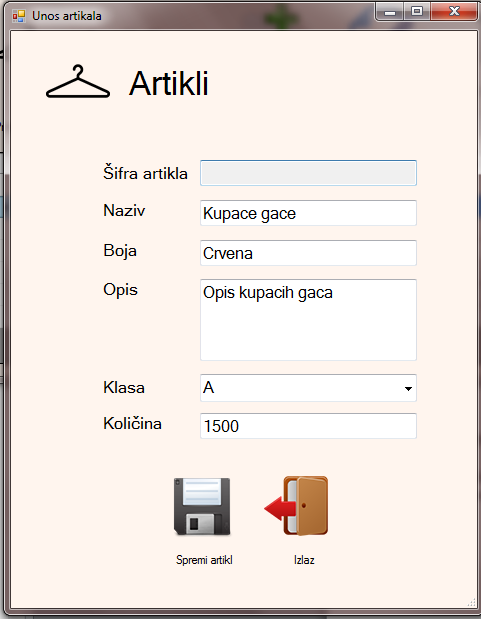 Unos artikala
Artikli
Šifra artikla
Naziv
Kupace gace
Boja
Crvena
Opis
Opis kupacih gaca
Klasa
A
Količina
1500
Spremi artikl
Izlaz